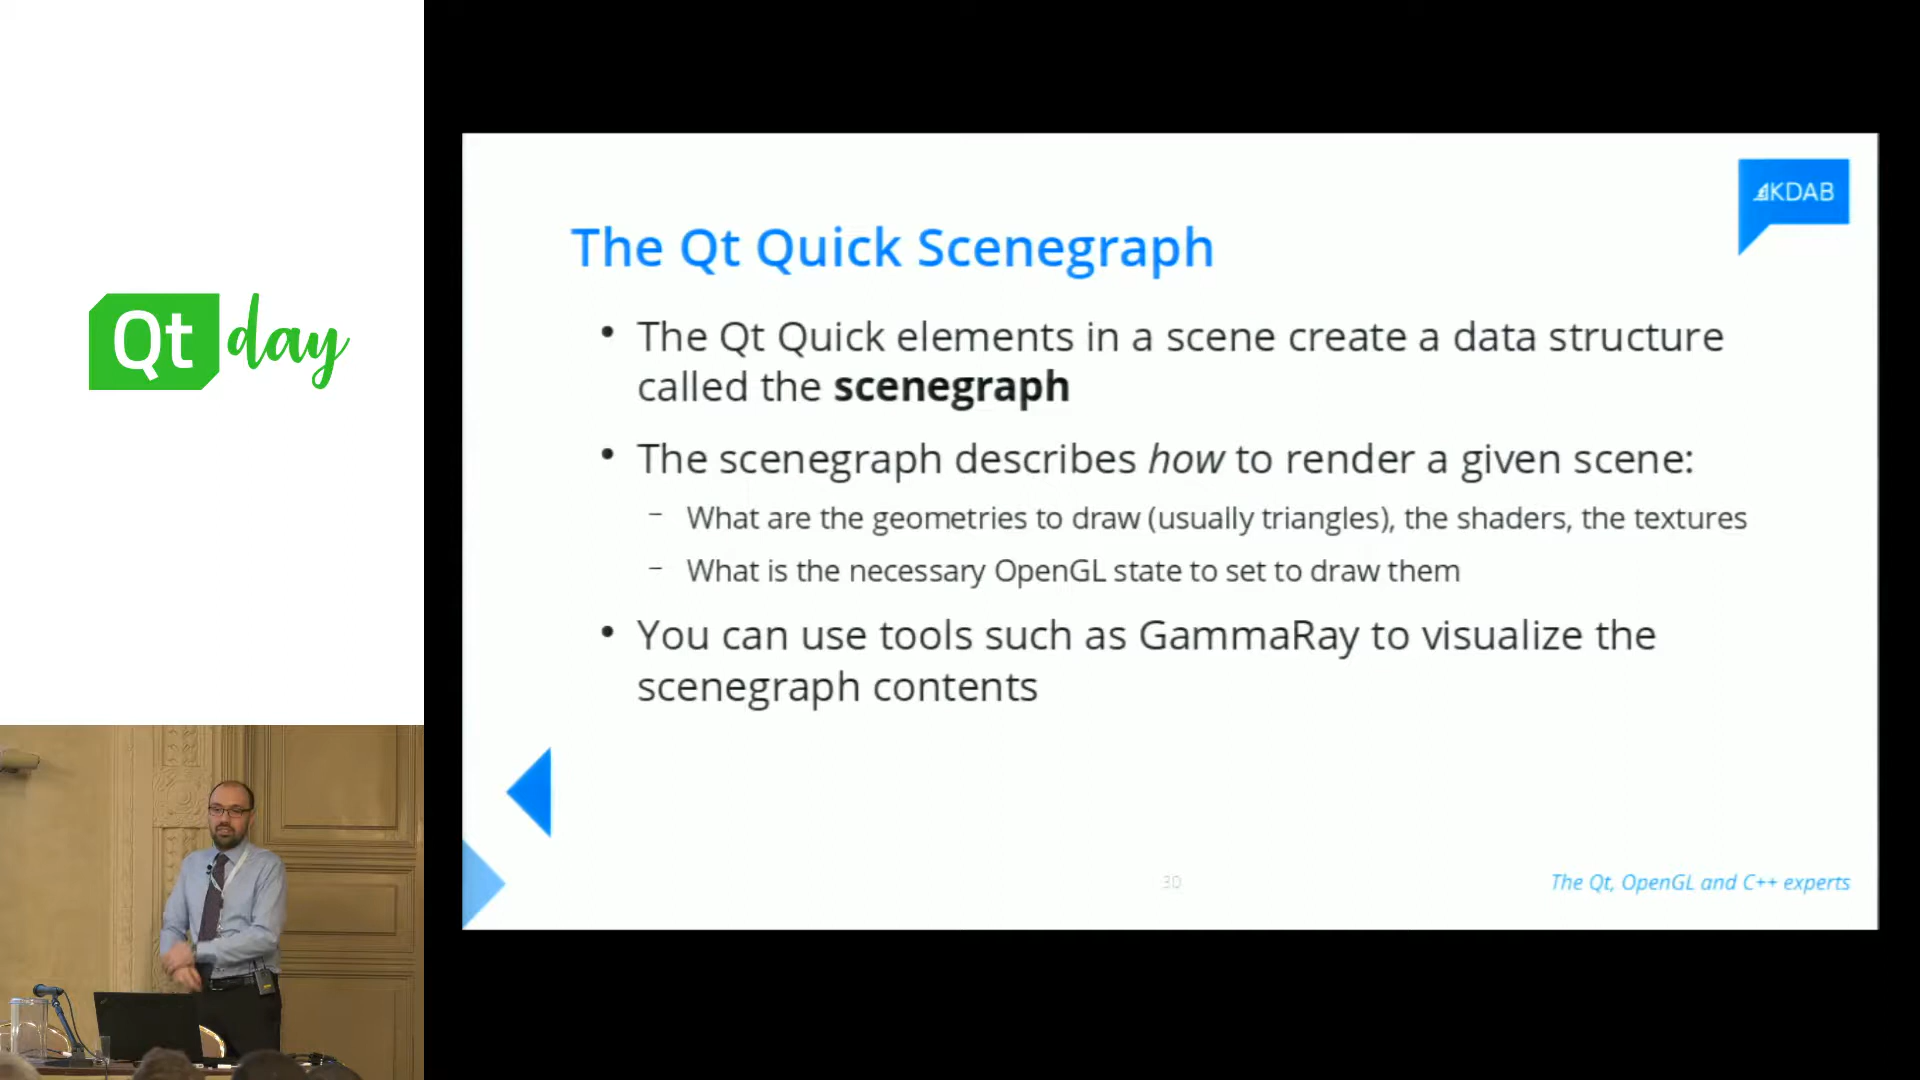 Qt day
KDAB
The Qt Quick Scenegraph
• The Qt Quick elements in a scene create a data structure
called the scenegraph
• The scenegraph describes how to render a given scene:
– What are the geometries to draw (usually triangles), the shaders, the textures
– What is the necessary OpenGL state to set to draw them
• You can use tools such as GammaRay to visualize the
scenegraph contents
30
The Qt, OpenGL and C++ experts